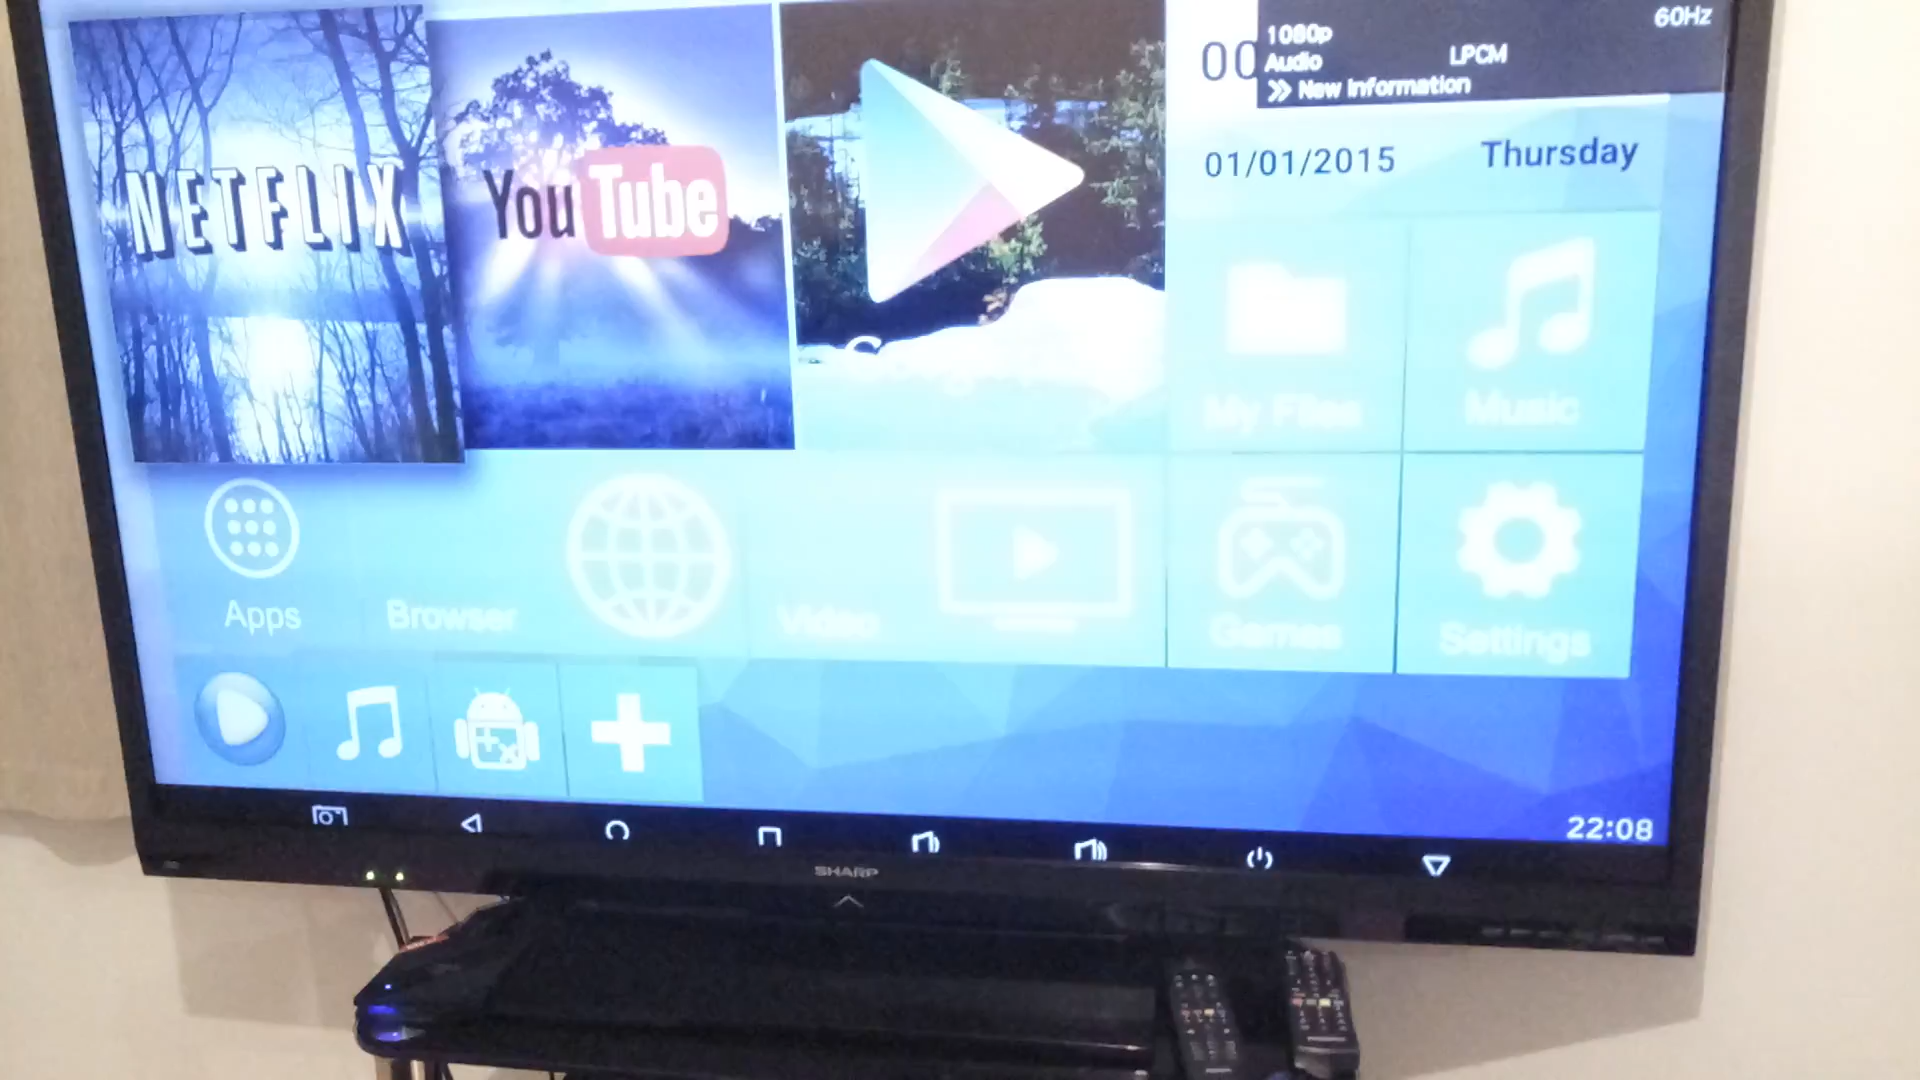 60Hz
1080p
Audio LPCM
00
New Information
01/01/2015 Thursday
NETFLIX
YouTube
My Files
Music
Apps
Browser
Video
Games
Settings
22:08
SHARP